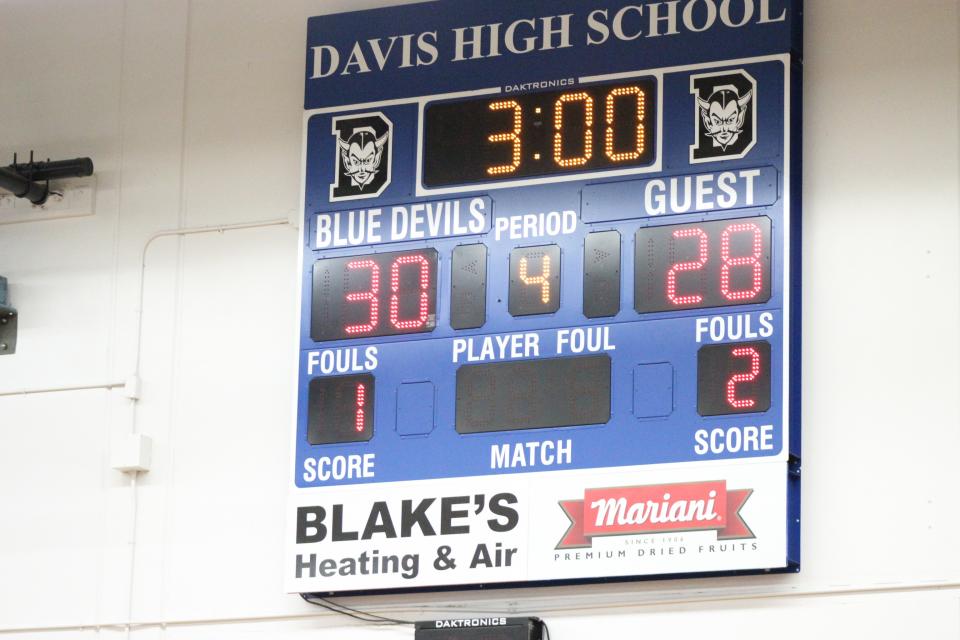 DAVIS HIGH SCHOOL
DAKTRONICS
3:00
D D
BLUE DEVILS PERIOD GUEST
30 4 28
FOULS PLAYER FOUL FOULS
1 2
SCORE MATCH SCORE
BLAKE'S
Heating & Air
Mariani®
SINCE 1906
PREMIUM DRIED FRUITS
DAKTRONICS